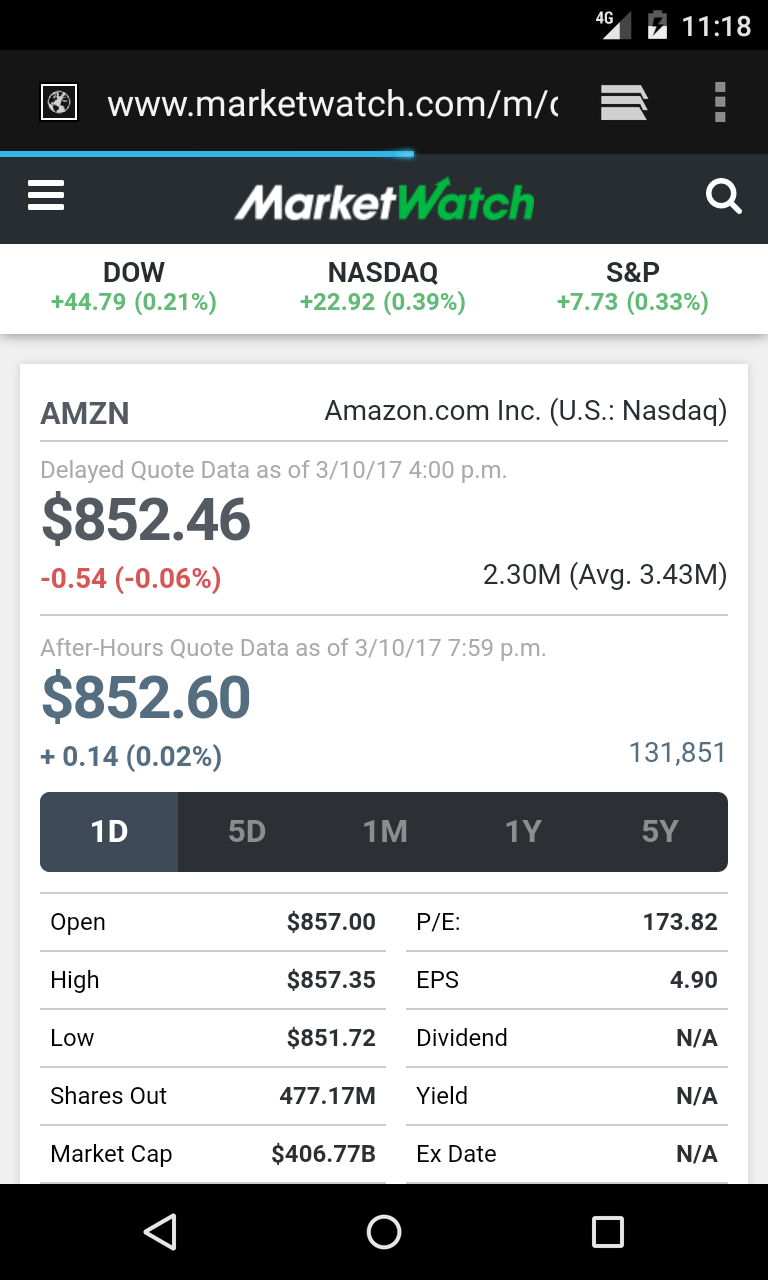 4G 11:18
www.marketwatch.com/m/
MarketWatch
DOW NASDAQ S&P
+44.79 (0.21%) +22.92 (0.39%) +7.73 (0.33%)
AMZN Amazon.com Inc. (U.S.: Nasdaq)
Delayed Quote Data as of 3/10/17 4:00 p.m.
$852.46
-0.54 (-0.06%) 2.30M (Avg. 3.43M)
After-Hours Quote Data as of 3/10/17 7:59 p.m.
$852.60
+ 0.14 (0.02%) 131,851
1D 5D 1M 1Y 5Y
Open $857.00 P/E: 173.82
High $857.35 EPS 4.90
Low $851.72 Dividend N/A
Shares Out 477.17M Yield N/A
Market Cap $406.77B Ex Date N/A